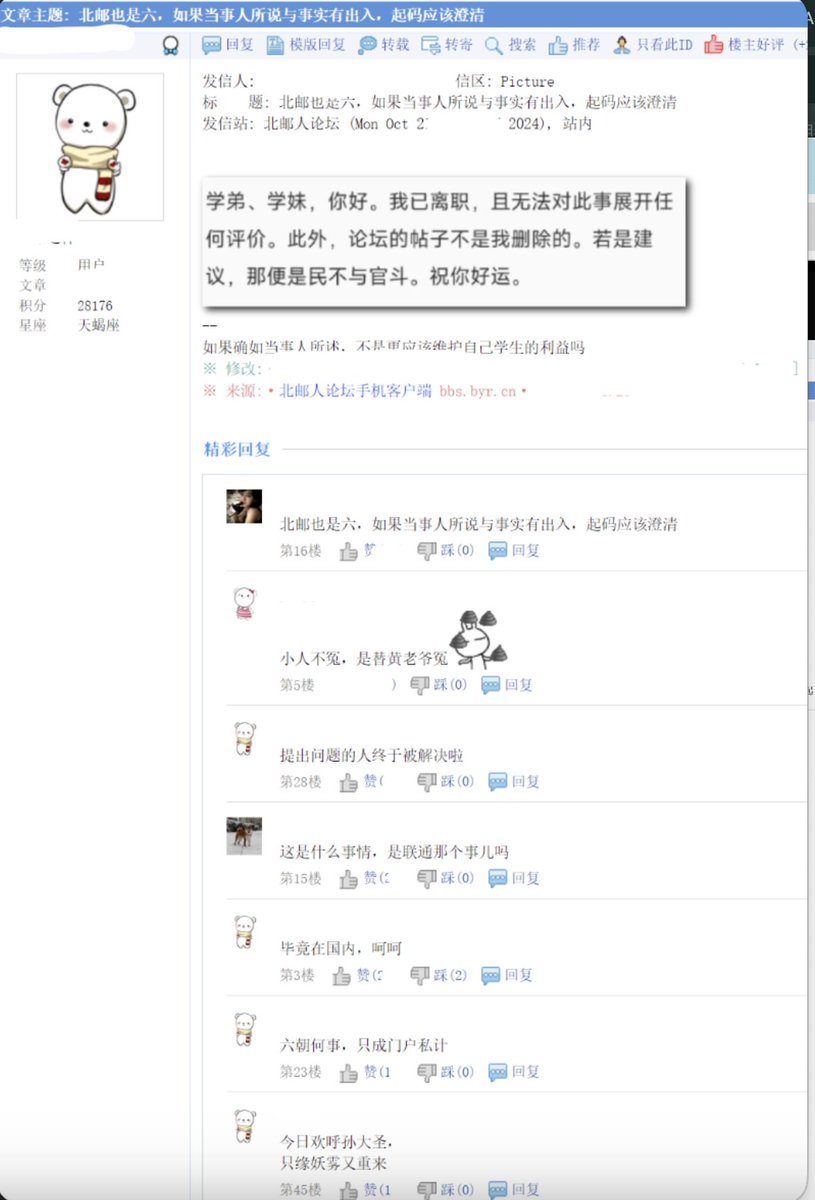 文章主题: 北邮也是六，如果当事人所说与事实有出入，起码应该澄清
回复 模版回复 转载 转寄 搜索 推荐 只看此ID 楼主好评
发信人: 信区: Picture
标 题: 北邮也是六，如果当事人所说与事实有出入，起码应该澄清
发信站: 北邮人论坛 (Mon Oct 2 2024), 站内
学弟、学妹，你好。我已离职，且无法对此事展开任
何评价。此外，论坛的帖子不是我删除的。若是建
议，那便是民不与官斗。祝你好运。
等级 用户
文章
积分 28176
星座 天蝎座
--
如果确如当事人所述，不是更应该维护自己学生的利益吗
※ 修改:· ]
※ 来源:·北邮人论坛手机客户端 bbs.byr.cn·
精彩回复
北邮也是六，如果当事人所说与事实有出入，起码应该澄清
第16楼 赞 踩(0) 回复
小人不冤，是替黄老爷冤
第5楼 ) 踩(0) 回复
提出问题的人终于被解决啦
第28楼 赞( 踩(0) 回复
这是什么事情，是联通那个事儿吗
第15楼 赞(2 踩(0) 回复
毕竟在国内，呵呵
第3楼 赞(2 踩(2) 回复
六朝何事，只成门户私计
第23楼 赞(1 踩(0) 回复
今日欢呼孙大圣，
只缘妖雾又重来
第45楼 赞(1 踩(0) 回复